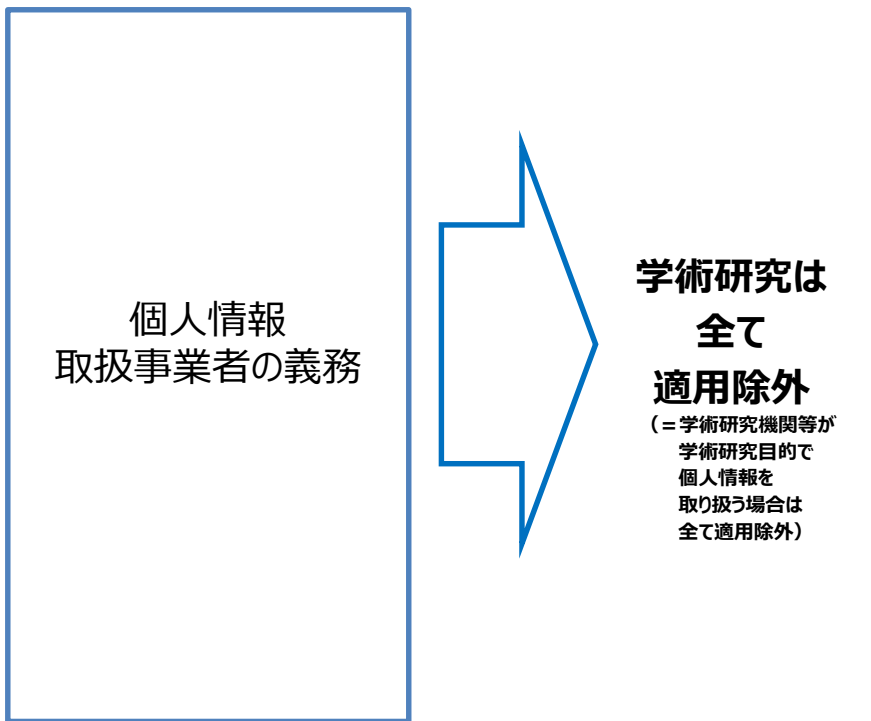 個人情報
取扱事業者の義務
学術研究は
全て
適用除外
（＝学術研究機関等が
学術研究目的で
個人情報を
取り扱う場合は
全て適用除外）